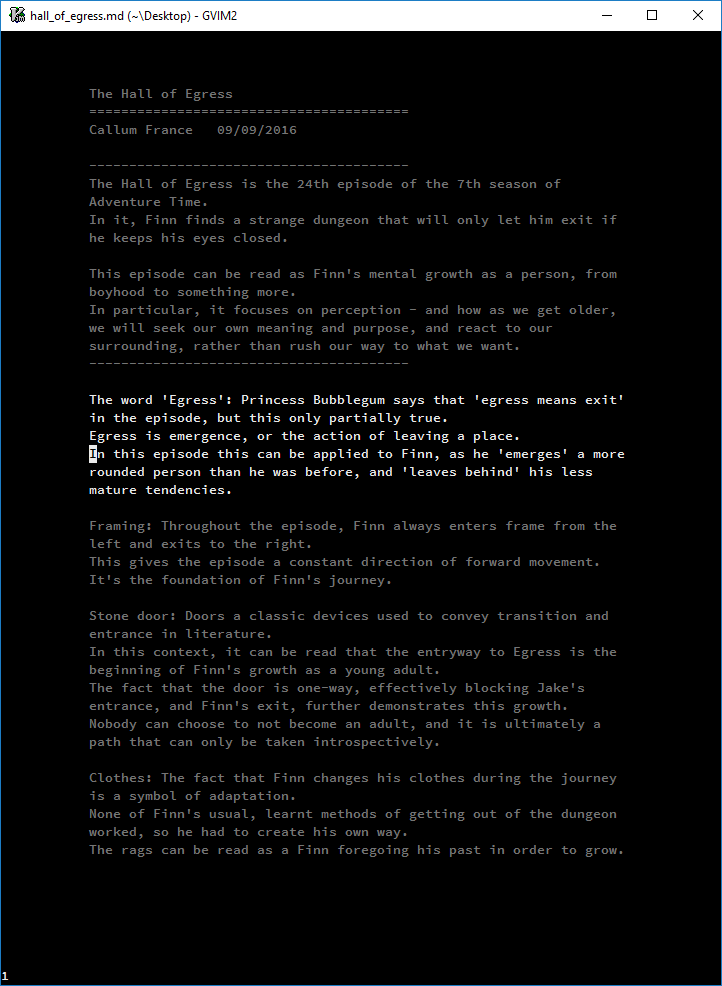 hall_of_egress.md (~\Desktop) - GVIM2
The Hall of Egress
========================================
Callum France   09/09/2016
----------------------------------------
The Hall of Egress is the 24th episode of the 7th season of
Adventure Time.
In it, Finn finds a strange dungeon that will only let him exit if
he keeps his eyes closed.
This episode can be read as Finn's mental growth as a person, from
boyhood to something more.
In particular, it focuses on perception - and how as we get older,
we will seek our own meaning and purpose, and react to our
surrounding, rather than rush our way to what we want.
----------------------------------------
The word 'Egress': Princess Bubblegum says that 'egress means exit'
in the episode, but this only partially true.
Egress is emergence, or the action of leaving a place.
In this episode this can be applied to Finn, as he 'emerges' a more
rounded person than he was before, and 'leaves behind' his less
mature tendencies.
Framing: Throughout the episode, Finn always enters frame from the
left and exits to the right.
This gives the episode a constant direction of forward movement.
It's the foundation of Finn's journey.
Stone door: Doors a classic devices used to convey transition and
entrance in literature.
In this context, it can be read that the entryway to Egress is the
beginning of Finn's growth as a young adult.
The fact that the door is one-way, effectively blocking Jake's
entrance, and Finn's exit, further demonstrates this growth.
Nobody can choose to not become an adult, and it is ultimately a
path that can only be taken introspectively.
Clothes: The fact that Finn changes his clothes during the journey
is a symbol of adaptation.
None of Finn's usual, learnt methods of getting out of the dungeon
worked, so he had to create his own way.
The rags can be read as a Finn foregoing his past in order to grow.
1